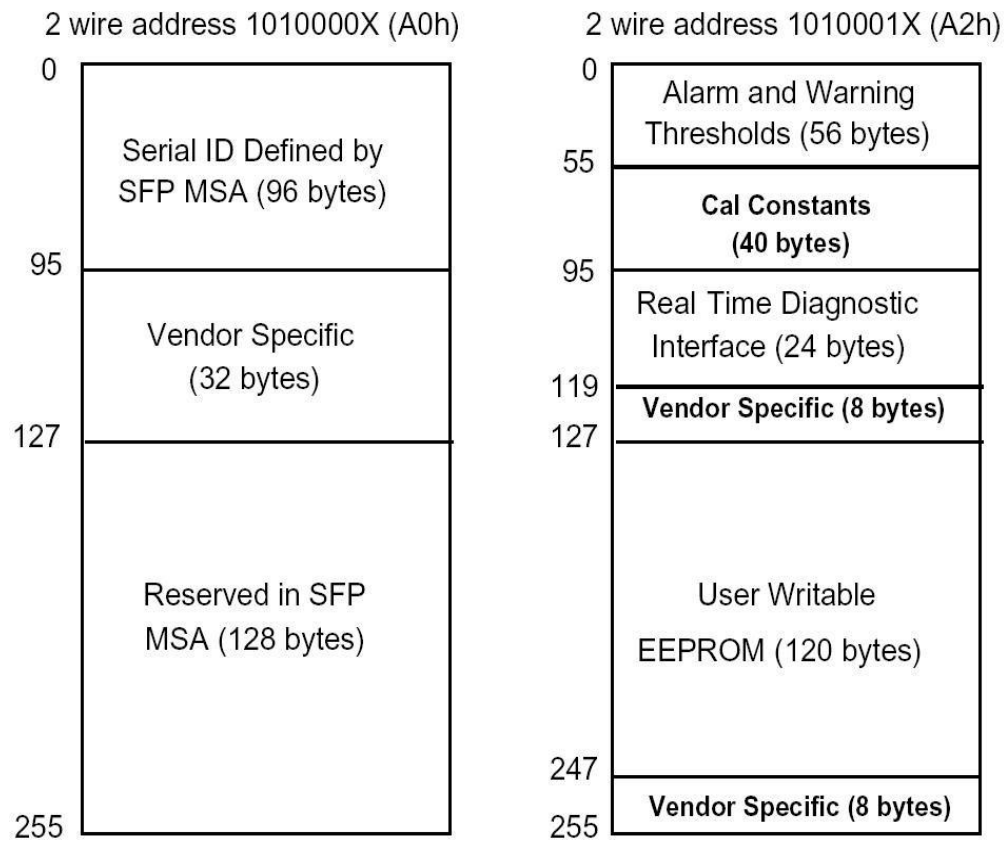 2 wire address 1010000X (A0h)
0
Serial ID Defined by
SFP MSA (96 bytes)
95
Vendor Specific
(32 bytes)
127
Reserved in SFP
MSA (128 bytes)
255
2 wire address 1010001X (A2h)
0
Alarm and Warning
Thresholds (56 bytes)
55
Cal Constants
(40 bytes)
95
Real Time Diagnostic
Interface (24 bytes)
119
Vendor Specific (8 bytes)
127
User Writable
EEPROM (120 bytes)
247
Vendor Specific (8 bytes)
255